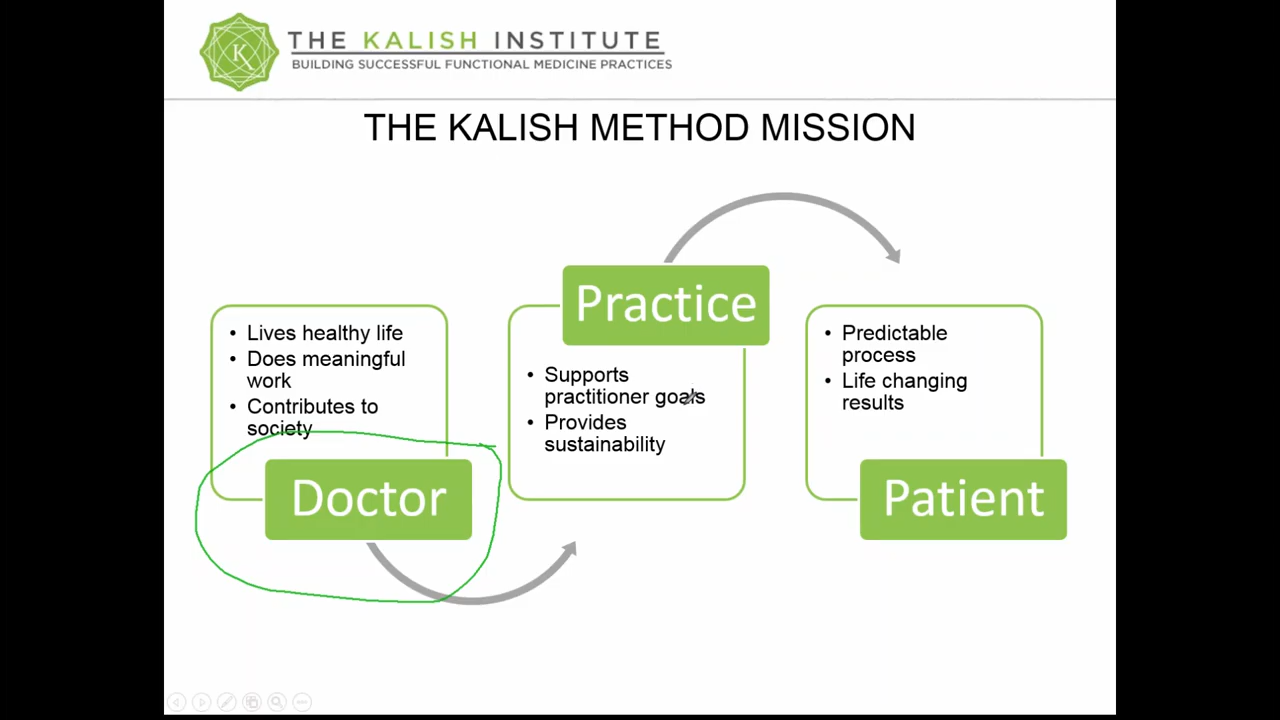 THE KALISH INSTITUTE
BUILDING SUCCESSFUL FUNCTIONAL MEDICINE PRACTICES
THE KALISH METHOD MISSION
• Lives healthy life
• Does meaningful
work
• Contributes to
society
Doctor
Practice
• Supports
practitioner goals
• Provides
sustainability
• Predictable
process
• Life changing
results
Patient